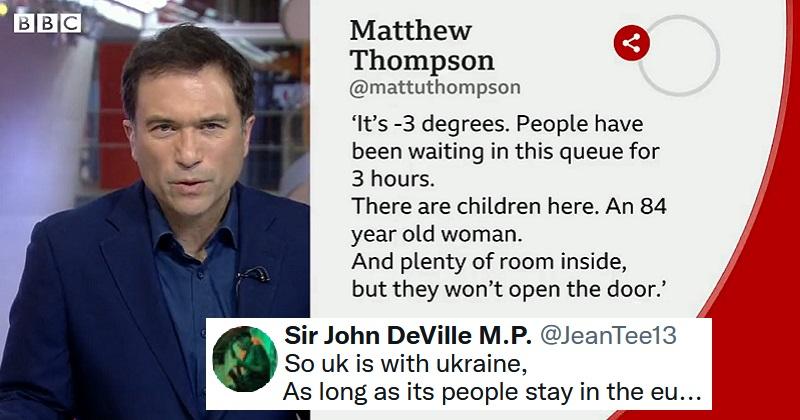 BBC
Matthew
Thompson
@mattuthompson
‘It’s -3 degrees. People have
been waiting in this queue for
3 hours.
There are children here. An 84
year old woman.
And plenty of room inside,
but they won’t open the door.’
Sir John DeVille M.P. @JeanTee13
So uk is with ukraine,
As long as its people stay in the eu...